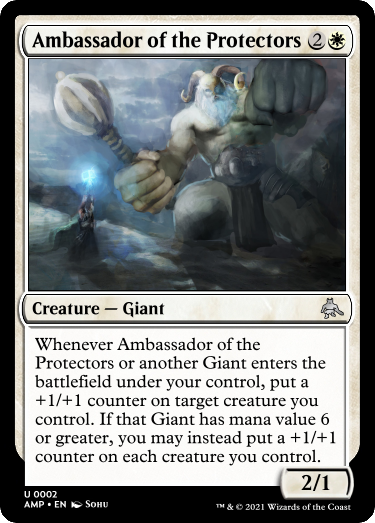 Ambassador of the Protectors 2
Creature — Giant
Whenever Ambassador of the
Protectors or another Giant enters the
battlefield under your control, put a
+1/+1 counter on target creature you
control. If that Giant has mana value 6
or greater, you may instead put a +1/+1
counter on each creature you control.
2/1
U 0002
AMP • EN Sohu
™ & © 2021 Wizards of the Coast